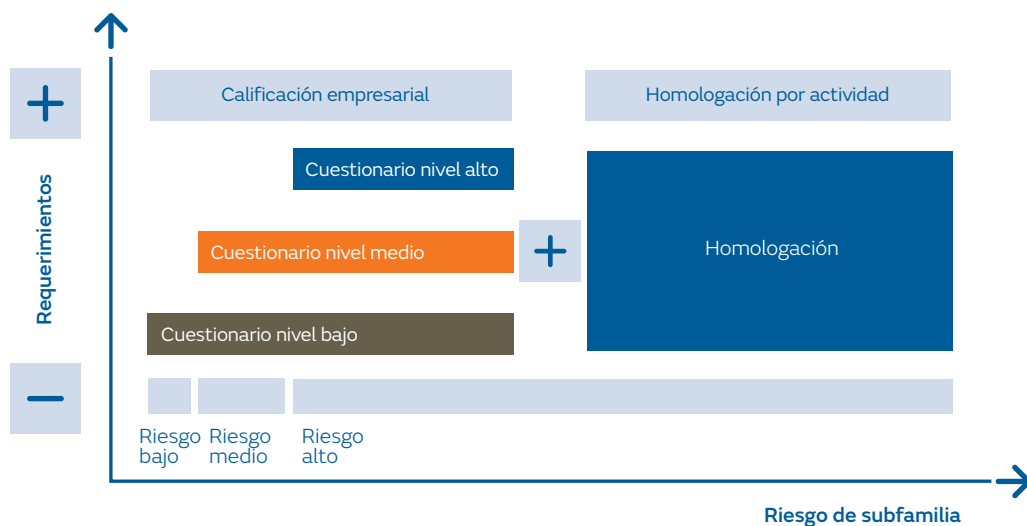 Calificación empresarial
Homologación por actividad
Cuestionario nivel alto
Cuestionario nivel medio
Homologación
Cuestionario nivel bajo
Requerimientos
Riesgo
bajo
Riesgo
medio
Riesgo
alto
Riesgo de subfamilia